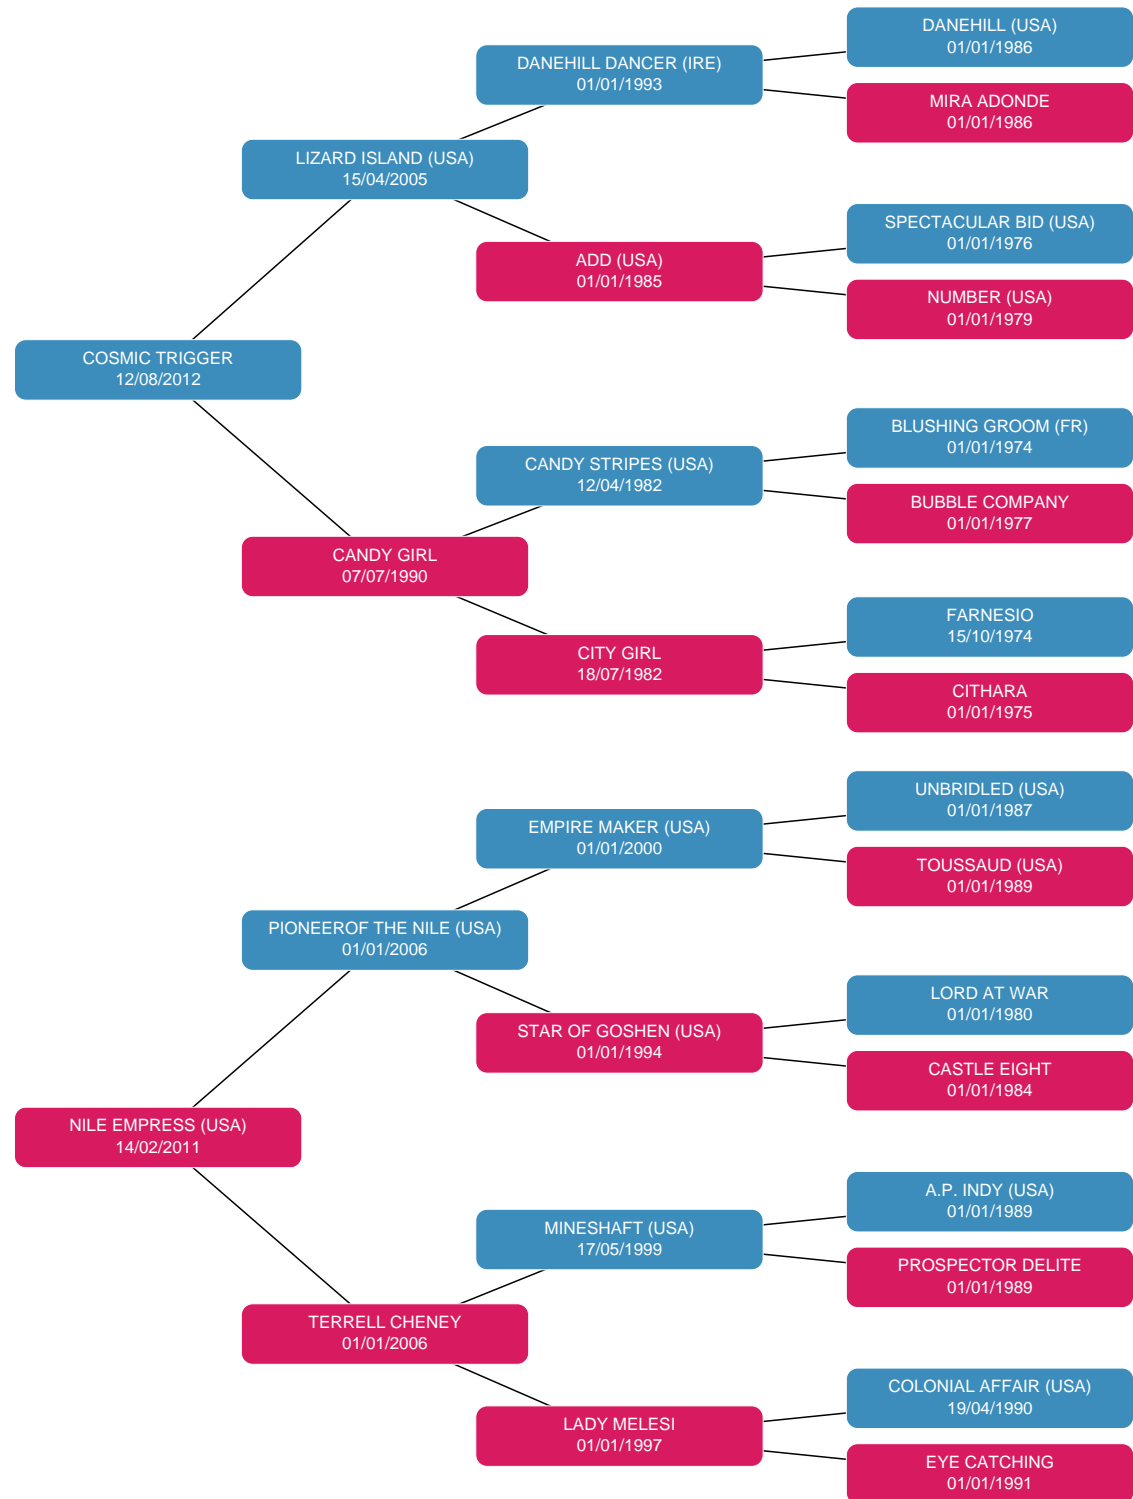 DANEHILL (USA)
01/01/1986
DANEHILL DANCER (IRE)
01/01/1993
MIRA ADONDE
01/01/1986
LIZARD ISLAND (USA)
15/04/2005
SPECTACULAR BID (USA)
01/01/1976
ADD (USA)
01/01/1985
NUMBER (USA)
01/01/1979
COSMIC TRIGGER
12/08/2012
BLUSHING GROOM (FR)
01/01/1974
CANDY STRIPES (USA)
12/04/1982
BUBBLE COMPANY
01/01/1977
CANDY GIRL
07/07/1990
FARNESIO
15/10/1974
CITY GIRL
18/07/1982
CITHARA
01/01/1975
UNBRIDLED (USA)
01/01/1987
EMPIRE MAKER (USA)
01/01/2000
TOUSSAUD (USA)
01/01/1989
PIONEEROF THE NILE (USA)
01/01/2006
LORD AT WAR
01/01/1980
STAR OF GOSHEN (USA)
01/01/1994
CASTLE EIGHT
01/01/1984
NILE EMPRESS (USA)
14/02/2011
A.P. INDY (USA)
01/01/1989
MINESHAFT (USA)
17/05/1999
PROSPECTOR DELITE
01/01/1989
TERRELL CHENEY
01/01/2006
COLONIAL AFFAIR (USA)
19/04/1990
LADY MELESI
01/01/1997
EYE CATCHING
01/01/1991